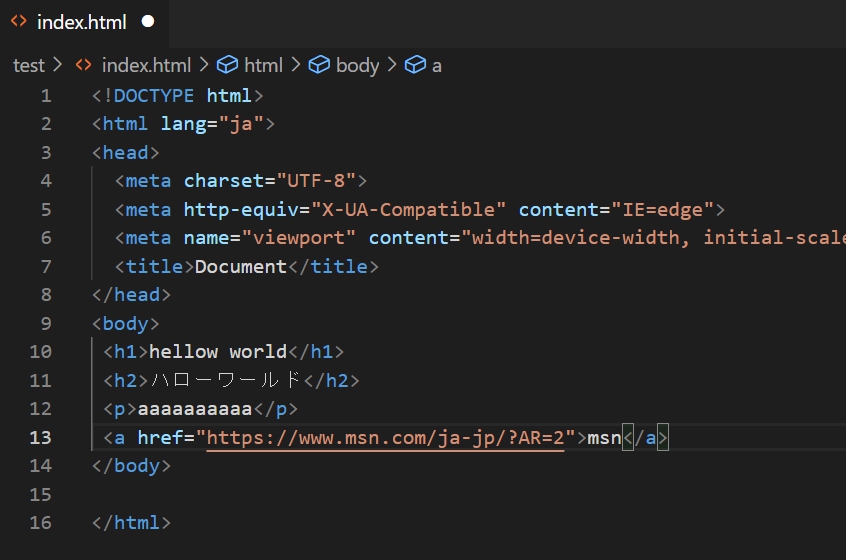 index.html
test > index.html > html > body > a
1 <!DOCTYPE html>
2 <html lang="ja">
3 <head>
4 <meta charset="UTF-8">
5 <meta http-equiv="X-UA-Compatible" content="IE=edge">
6 <meta name="viewport" content="width=device-width, initial-scale
7 <title>Document</title>
8 </head>
9 <body>
10 <h1>hellow world</h1>
11 <h2>ハローワールド</h2>
12 <p>aaaaaaaaaa</p>
13 <a href="https://www.msn.com/ja-jp/?AR=2">msn</a>
14 </body>
15
16 </html>